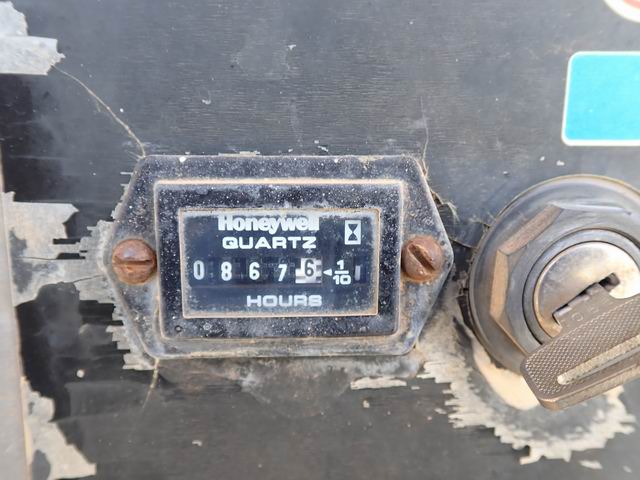 Honeywell
QUARTZ
0 8 6 7 6 ◄ 1/10
HOURS